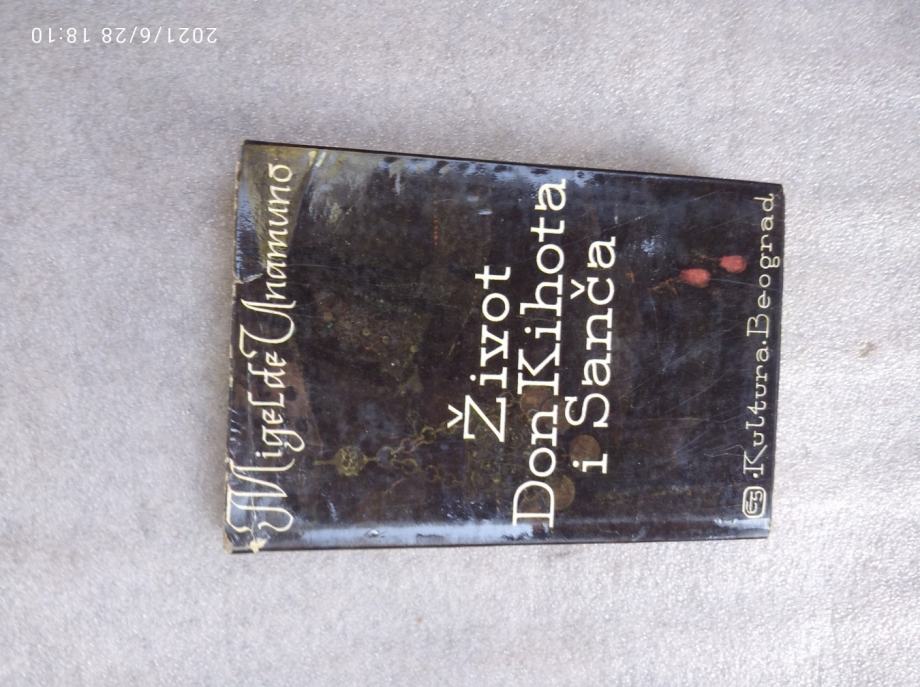 2021/6/28 18:10
Migel de Unamuno
Život
Don Kihota
i Sanča
Kultura.Beograd